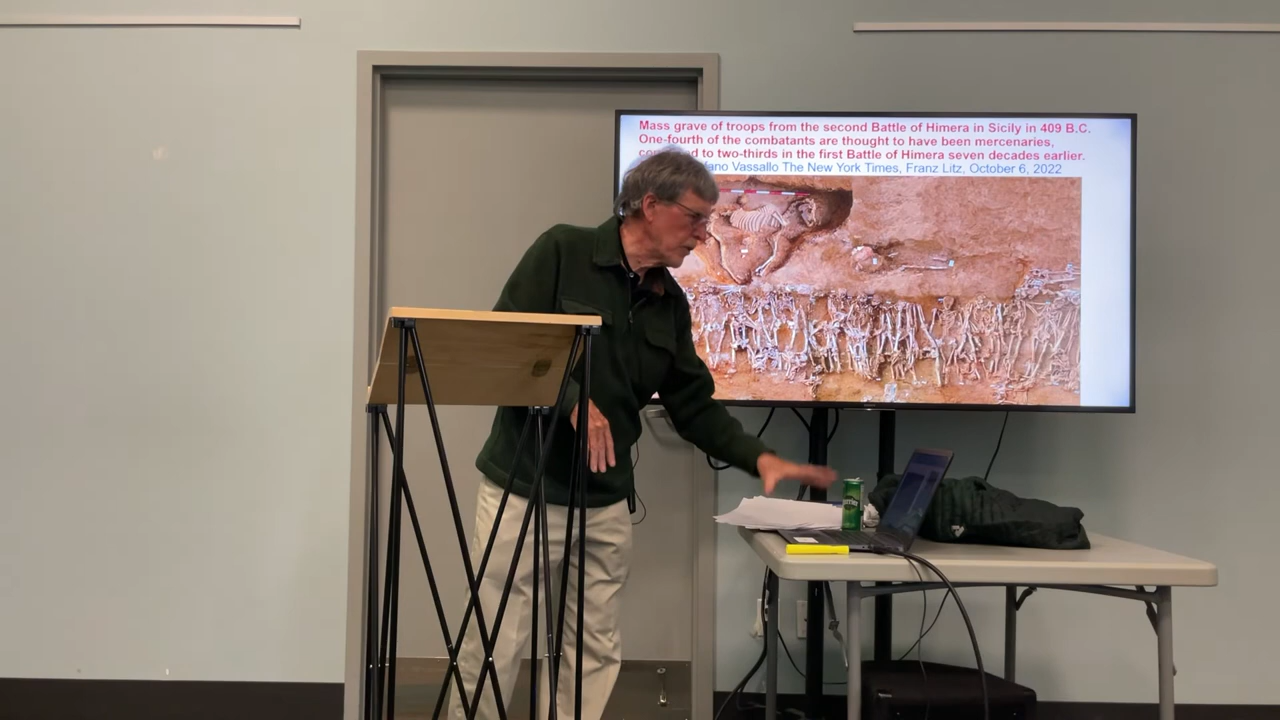 Mass grave of troops from the second Battle of Himera in Sicily in 409 B.C.
One-fourth of the combatants are thought to have been mercenaries,
to two-thirds in the first Battle of Himera seven decades earlier.
Vassallo The New York Times, Franz Litz, October 6, 2022